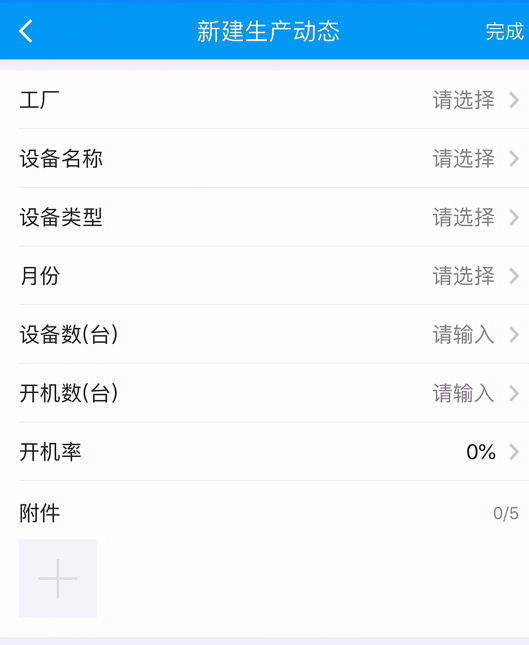 新建生产动态 完成
工厂 请选择
设备名称 请选择
设备类型 请选择
月份 请选择
设备数(台) 请输入
开机数(台) 请输入
开机率 0%
附件 0/5